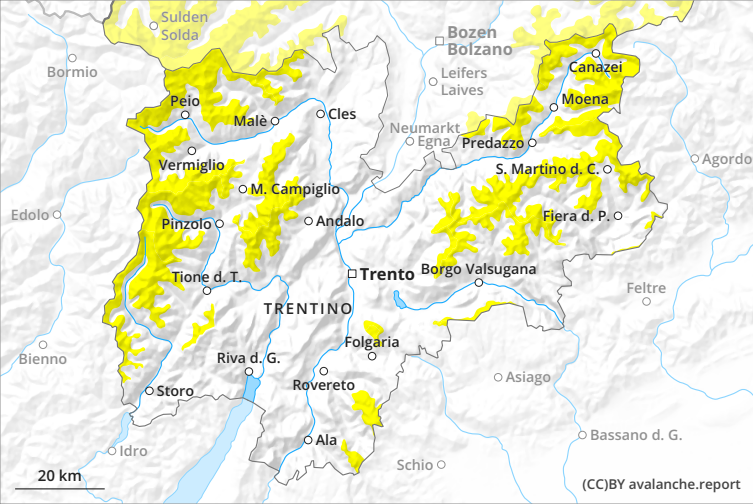 Sulden
Solda
Bozen
Bolzano
Bormio
Canazei
Leifers
Laives
Peio
Moena
Malè
Cles
Neumarkt
Egna
Predazzo
Vermiglio
Agordo
S. Martino d. C.
M. Campiglio
Edolo
Pinzolo
Andalo
Fiera d. P.
Tione d. T.
Trento
Borgo Valsugana
Feltre
TRENTINO
Folgaria
Bienno
Riva d. G.
Rovereto
Asiago
Storo
Idro
Ala
Bassano d. G.
Schio
20 km
(CC)BY avalanche.report